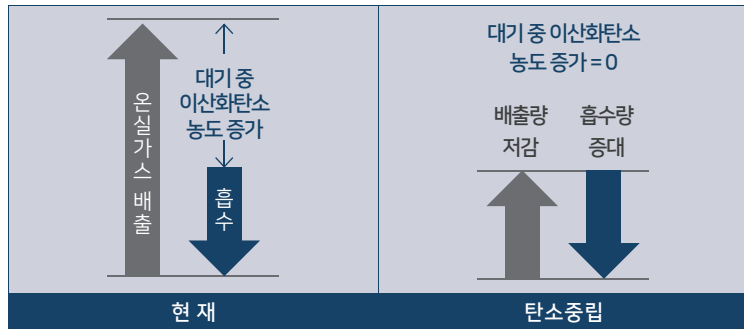 온실가스 배출
대기 중
이산화탄소
농도 증가
흡수
현 재
대기 중 이산화탄소
농도 증가 = 0
배출량
저감
흡수량
증대
탄소중립